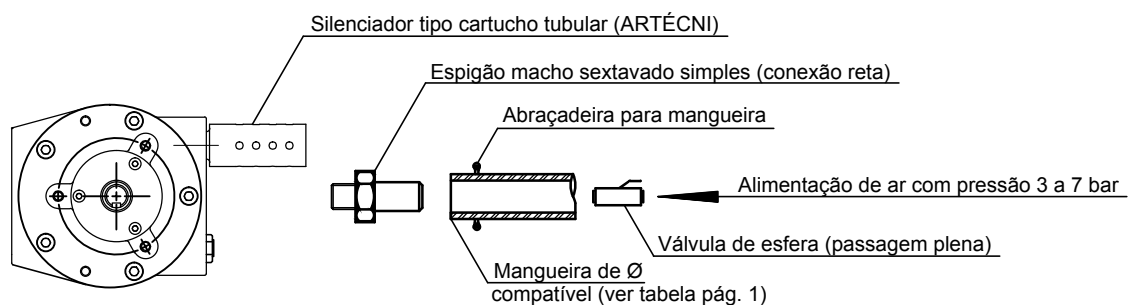 Silenciador tipo cartucho tubular (ARTÉCNI)
Espigão macho sextavado simples (conexão reta)
Abraçadeira para mangueira
Alimentação de ar com pressão 3 a 7 bar
Válvula de esfera (passagem plena)
Mangueira de Ø
compatível (ver tabela pág. 1)